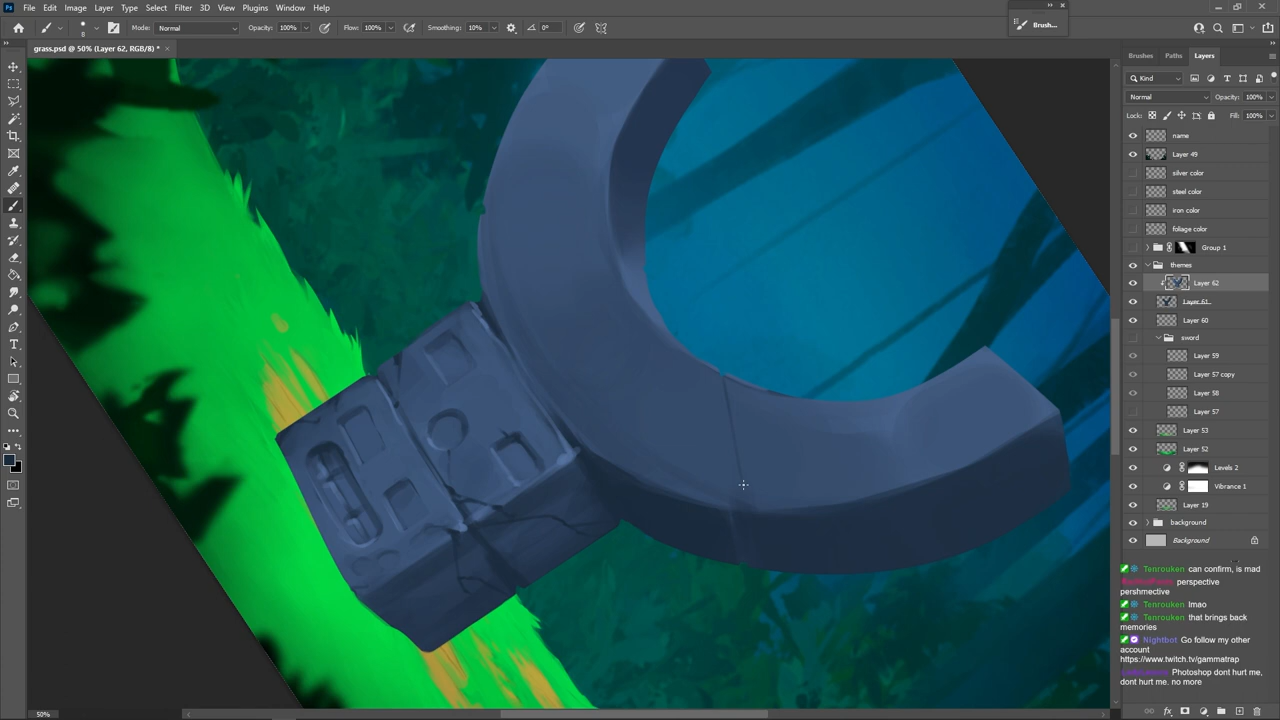 File Edit Image Layer Type Select Filter 3D View Plugins Window Help
Brush...
8 Mode: Normal Opacity: 100% Flow: 100% Smoothing: 10% 0°
grass.psd @ 50% (Layer 62, RGB/8) * ×
Brushes Paths Layers
Kind
Normal Opacity: 100%
Lock: Fill: 100%
name
Layer 49
silver color
steel color
iron color
foliage color
Group 1
themes
Layer 62
Layer 61
Layer 60
sword
Layer 59
Layer 57 copy
Layer 58
Layer 57
Layer 53
Layer 52
Levels 2
Vibrance 1
Layer 19
background
Background
Tenrouken can confirm, is mad
perspective
pershmective
Tenrouken lmao
Tenrouken that brings back
memories
Nightbot Go follow my other
account
https://www.twitch.tv/gammatrap
Photoshop dont hurt me,
dont hurt me. no more
50%
fx